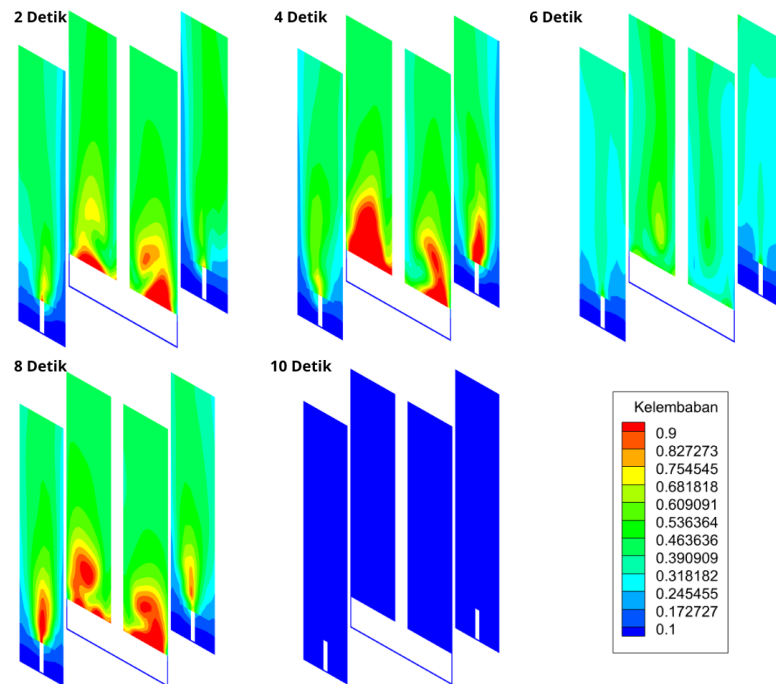 2 Detik
4 Detik
6 Detik
8 Detik
10 Detik
Kelembaban
0.9
0.827273
0.754545
0.681818
0.609091
0.536364
0.463636
0.390909
0.318182
0.245455
0.172727
0.1